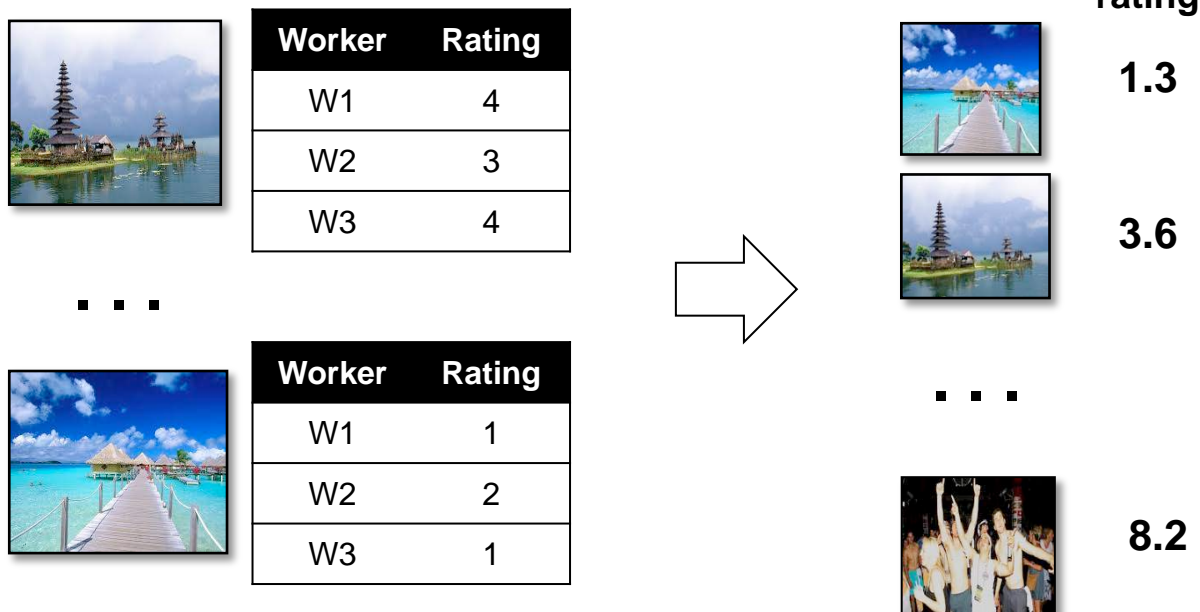 rating
Worker Rating
W1 4
W2 3
W3 4
1.3
3.6
. . .
Worker Rating
W1 1
W2 2
W3 1
. . .
8.2